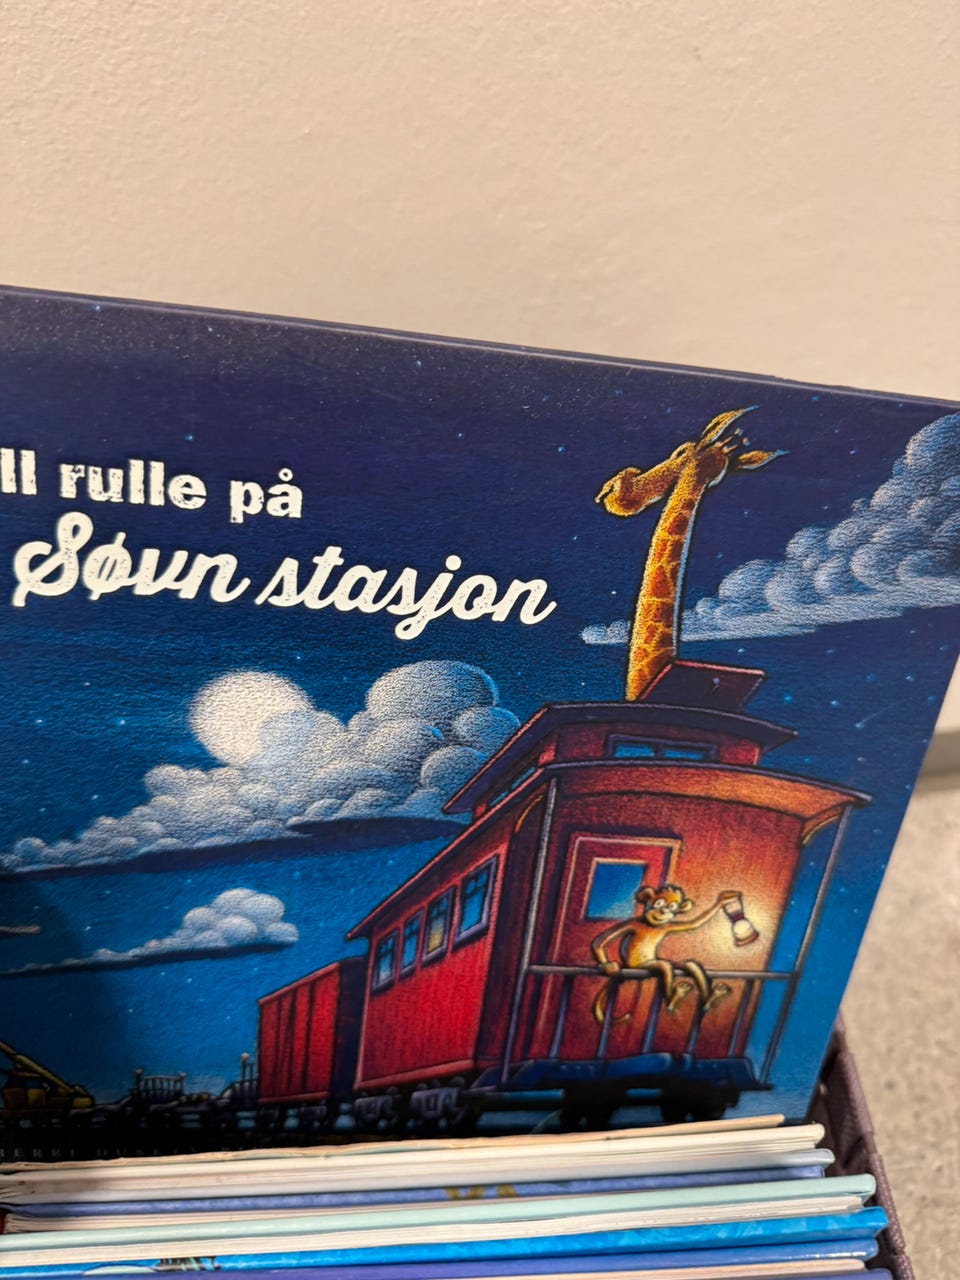 ll rulle på
Søvn stasjon